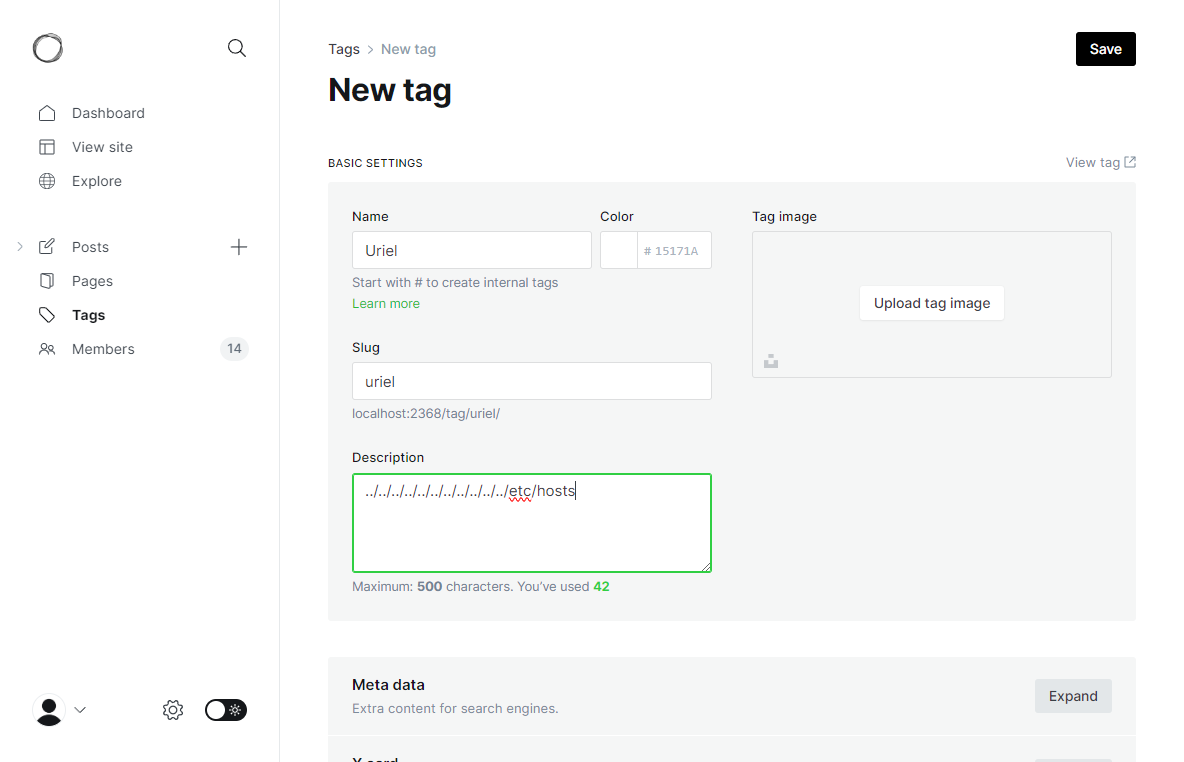 Tags > New tag
Save
New tag
Dashboard
View site
Explore
Posts
Pages
Tags
Members 14
BASIC SETTINGS
View tag
Name
Uriel
Color
# 15171A
Start with # to create internal tags
Learn more
Slug
uriel
localhost:2368/tag/uriel/
Description
../../../../../../../../../../../etc/hosts
Maximum: 500 characters. You’ve used 42
Tag image
Upload tag image
Meta data
Extra content for search engines.
Expand
X card